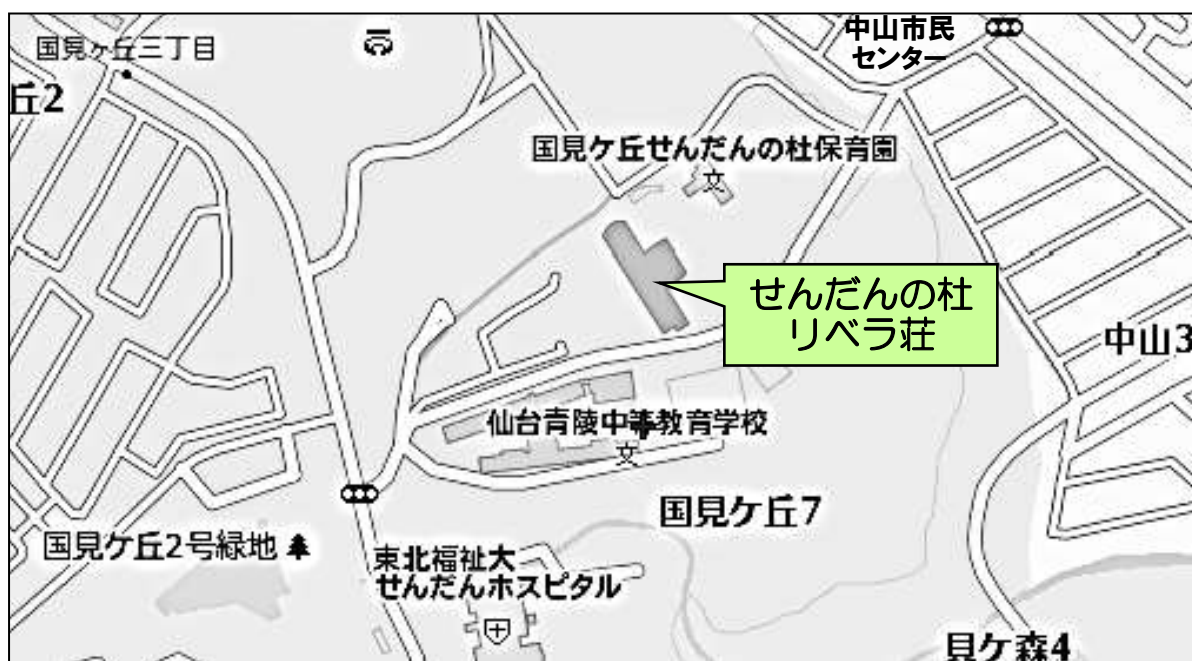 中山市民
センター
国見ヶ丘三丁目
丘2
国見ケ丘せんだんの杜保育園
せんだんの杜
リベラ荘
中山3
仙台青陵中等教育学校
国見ケ丘7
国見ケ丘2号緑地
東北福祉大
せんだんホスピタル
見ケ森4